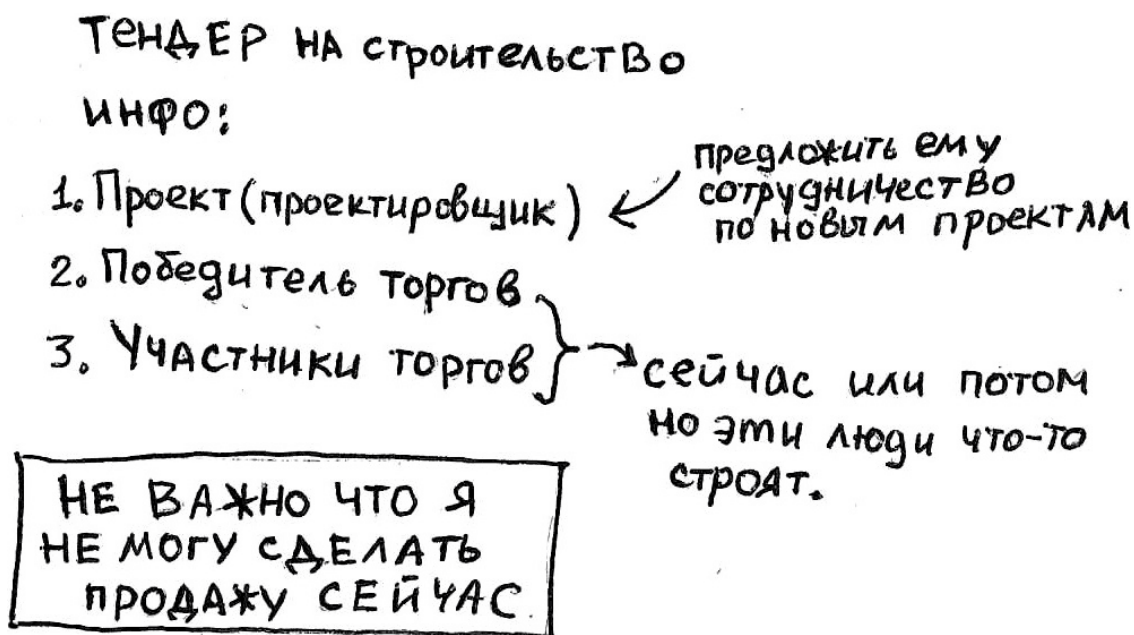 ТЕНДЕР НА строительство
ИНФО:
1. Проект (проектировщик)
предложить ему
сотрудничество
по новым проектам
2. Победитель торгов
3. Участники торгов
сейчас или потом
но эти люди что-то
строят.
НЕ ВАЖНО ЧТО Я
НЕ МОГУ СДЕЛАТЬ
ПРОДАЖУ СЕЙЧАС.